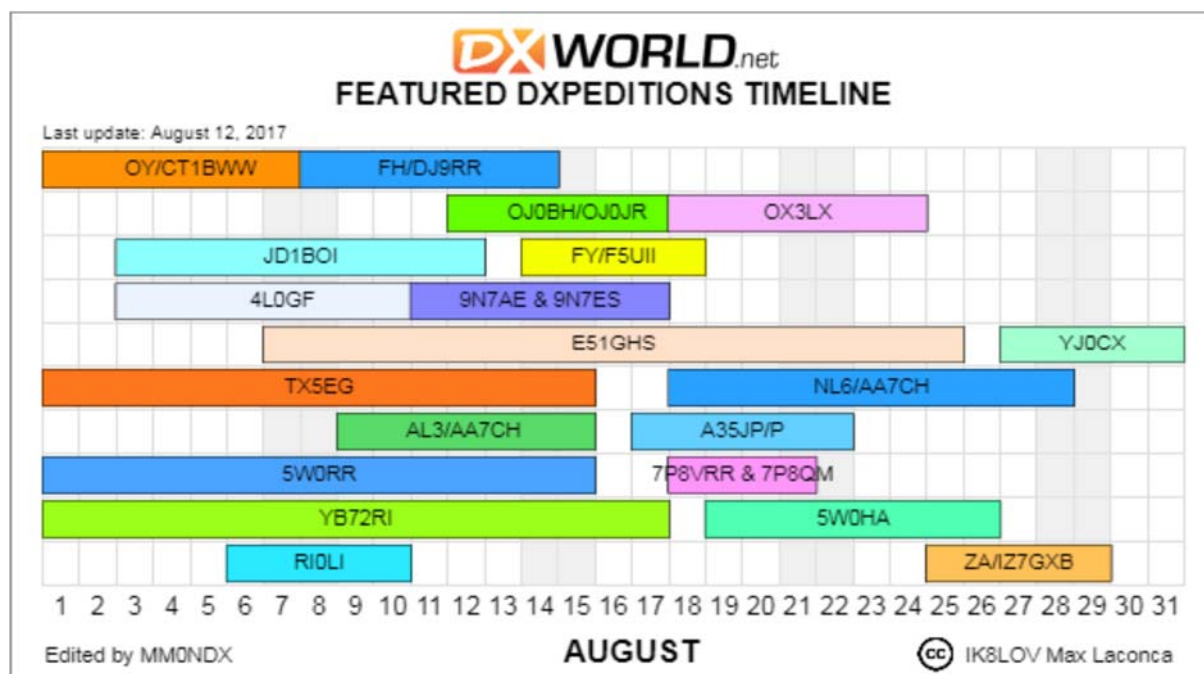 DX WORLD.net
FEATURED DXPEDITIONS TIMELINE
Last update: August 12, 2017
OY/CT1BWW FH/DJ9RR
OJ0BH/OJ0JR OX3LX
JD1BOI FY/F5UII
4L0GF 9N7AE & 9N7ES
E51GHS YJ0CX
TX5EG NL6/AA7CH
AL3/AA7CH A35JP/P
5W0RR 7P8VRR & 7P8QM
YB72RI 5W0HA
RI0LI ZA/IZ7GXB
1 2 3 4 5 6 7 8 9 10 11 12 13 14 15 16 17 18 19 20 21 22 23 24 25 26 27 28 29 30 31
Edited by MM0NDX AUGUST cc IK8LOV Max Laconca